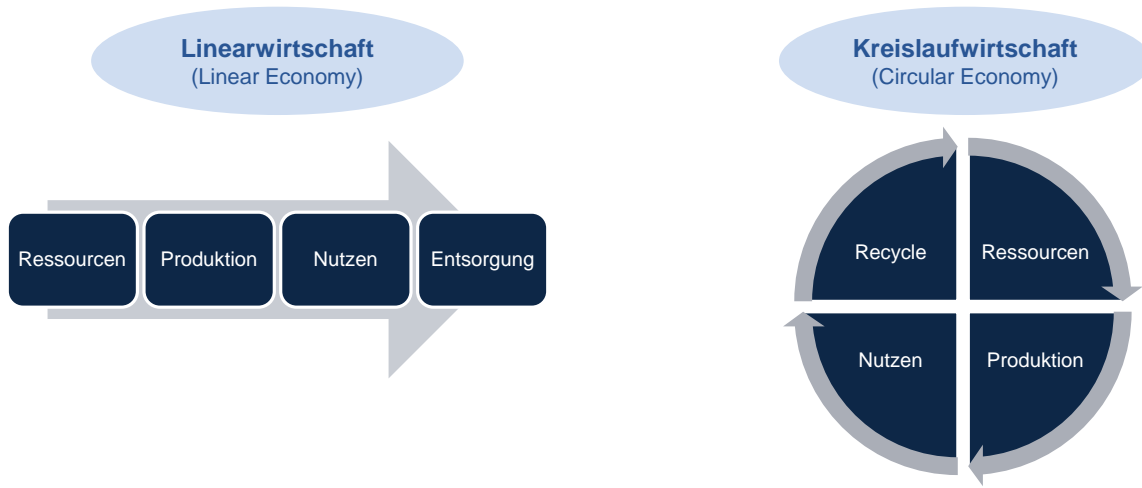 Linearwirtschaft
(Linear Economy)
Ressourcen
Produktion
Nutzen
Entsorgung
Kreislaufwirtschaft
(Circular Economy)
Recycle
Ressourcen
Nutzen
Produktion